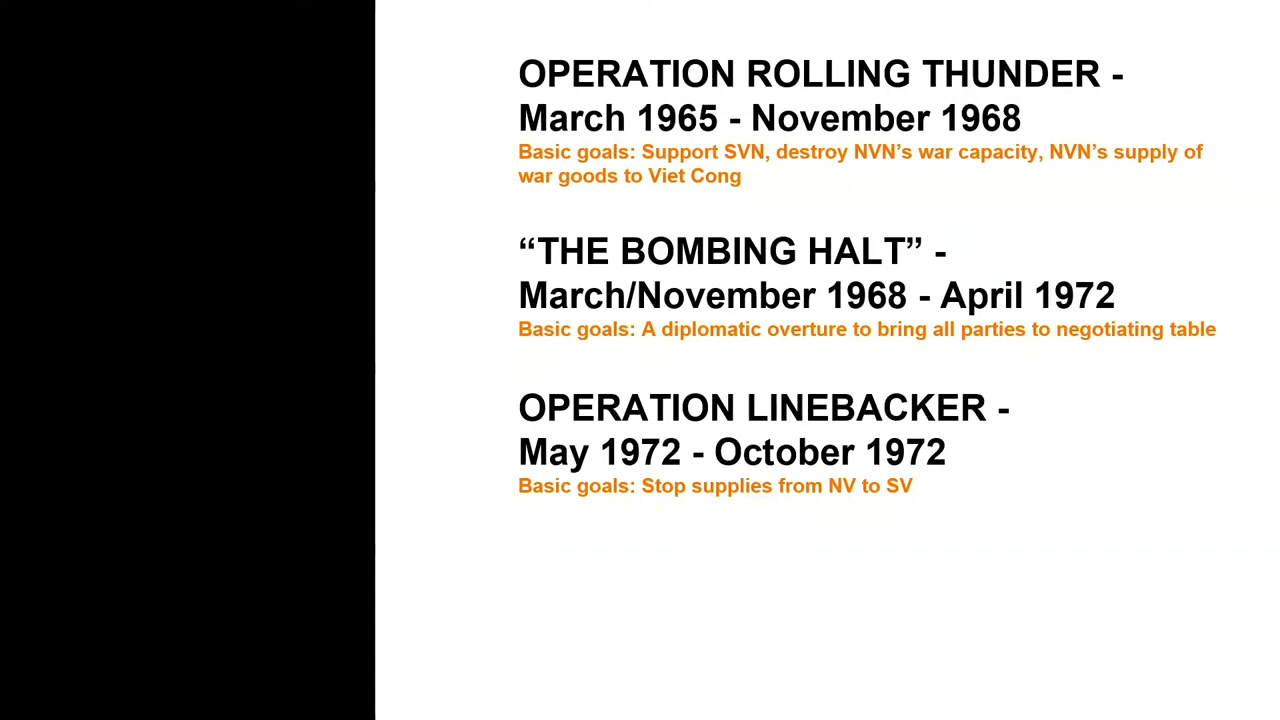 OPERATION ROLLING THUNDER -
March 1965 - November 1968
Basic goals: Support SVN, destroy NVN’s war capacity, NVN’s supply of
war goods to Viet Cong
“THE BOMBING HALT” -
March/November 1968 - April 1972
Basic goals: A diplomatic overture to bring all parties to negotiating table
OPERATION LINEBACKER -
May 1972 - October 1972
Basic goals: Stop supplies from NV to SV